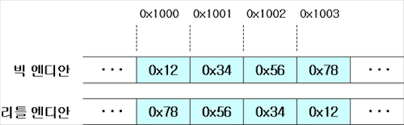 0x1000 0x1001 0x1002 0x1003
빅 엔디안 ··· 0x12 0x34 0x56 0x78 ···
리틀 엔디안 ··· 0x78 0x56 0x34 0x12 ···